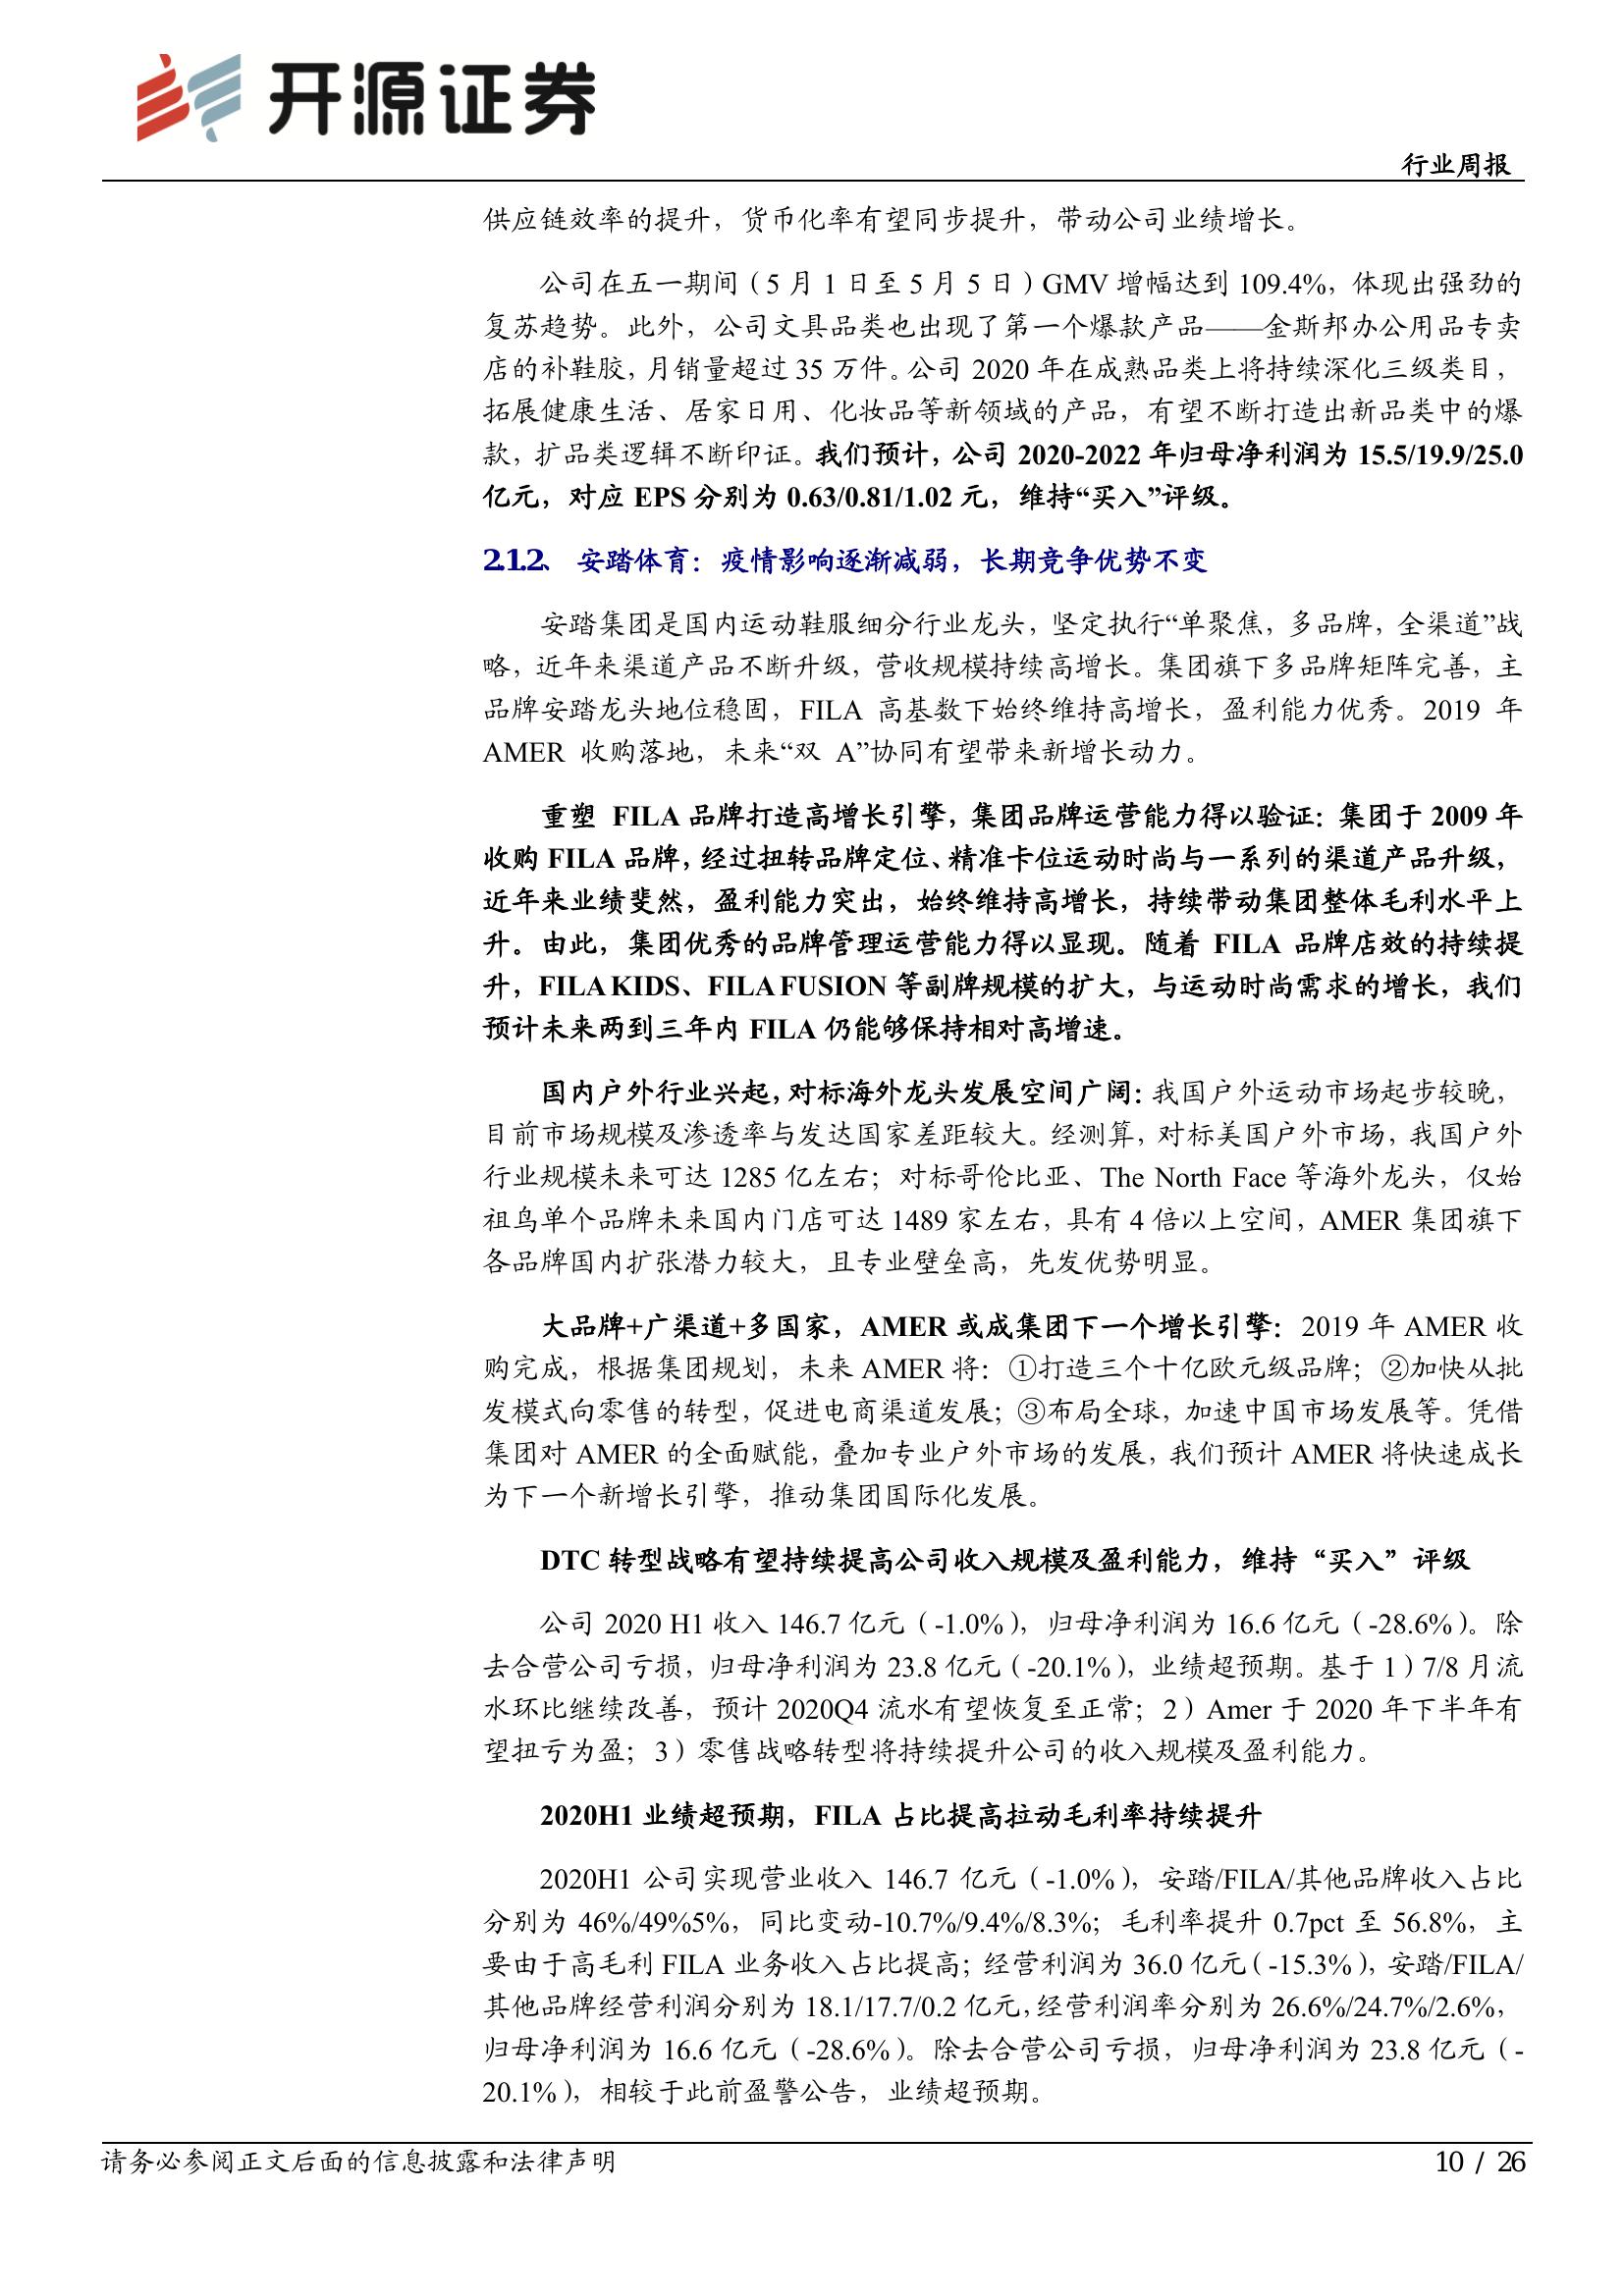 开源证券
行业周报
供应链效率的提升，货币化率有望同步提升，带动公司业绩增长。
公司在五一期间（5 月 1 日至 5 月 5 日）GMV 增幅达到 109.4%，体现出强劲的
复苏趋势。此外，公司文具品类也出现了第一个爆款产品——金斯邦办公用品专卖
店的补鞋胶，月销量超过 35 万件。公司 2020 年在成熟品类上将持续深化三级类目，
拓展健康生活、居家日用、化妆品等新领域的产品，有望不断打造出新品类中的爆
款，扩品类逻辑不断印证。我们预计，公司 2020-2022 年归母净利润为 15.5/19.9/25.0
亿元，对应 EPS 分别为 0.63/0.81/1.02 元，维持“买入”评级。
2.1.2、 安踏体育：疫情影响逐渐减弱，长期竞争优势不变
安踏集团是国内运动鞋服细分行业龙头，坚定执行“单聚焦，多品牌，全渠道”战
略，近年来渠道产品不断升级，营收规模持续高增长。集团旗下多品牌矩阵完善，主
品牌安踏龙头地位稳固，FILA 高基数下始终维持高增长，盈利能力优秀。2019 年
AMER 收购落地，未来“双 A”协同有望带来新增长动力。
重塑 FILA 品牌打造高增长引擎，集团品牌运营能力得以验证：集团于 2009 年
收购 FILA 品牌，经过扭转品牌定位、精准卡位运动时尚与一系列的渠道产品升级，
近年来业绩斐然，盈利能力突出，始终维持高增长，持续带动集团整体毛利水平上
升。由此，集团优秀的品牌管理运营能力得以显现。随着 FILA 品牌店效的持续提
升，FILA KIDS、FILA FUSION 等副牌规模的扩大，与运动时尚需求的增长，我们
预计未来两到三年内 FILA 仍能够保持相对高增速。
国内户外行业兴起，对标海外龙头发展空间广阔：我国户外运动市场起步较晚，
目前市场规模及渗透率与发达国家差距较大。经测算，对标美国户外市场，我国户外
行业规模未来可达 1285 亿左右；对标哥伦比亚、The North Face 等海外龙头，仅始
祖鸟单个品牌未来国内门店可达 1489 家左右，具有 4 倍以上空间，AMER 集团旗下
各品牌国内扩张潜力较大，且专业壁垒高，先发优势明显。
大品牌+广渠道+多国家，AMER 或成集团下一个增长引擎：2019 年 AMER 收
购完成，根据集团规划，未来 AMER 将：①打造三个十亿欧元级品牌；②加快从批
发模式向零售的转型，促进电商渠道发展；③布局全球，加速中国市场发展等。凭借
集团对 AMER 的全面赋能，叠加专业户外市场的发展，我们预计 AMER 将快速成长
为下一个新增长引擎，推动集团国际化发展。
DTC 转型战略有望持续提高公司收入规模及盈利能力，维持“买入”评级
公司 2020 H1 收入 146.7 亿元（-1.0%），归母净利润为 16.6 亿元（-28.6%）。除
去合营公司亏损，归母净利润为 23.8 亿元（-20.1%），业绩超预期。基于 1）7/8 月流
水环比继续改善，预计 2020Q4 流水有望恢复至正常；2）Amer 于 2020 年下半年有
望扭亏为盈；3）零售战略转型将持续提升公司的收入规模及盈利能力。
2020H1 业绩超预期，FILA 占比提高拉动毛利率持续提升
2020H1 公司实现营业收入 146.7 亿元（-1.0%），安踏/FILA/其他品牌收入占比
分别为 46%/49%5%，同比变动-10.7%/9.4%/8.3%；毛利率提升 0.7pct 至 56.8%，主
要由于高毛利 FILA 业务收入占比提高；经营利润为 36.0 亿元（-15.3%），安踏/FILA/
其他品牌经营利润分别为 18.1/17.7/0.2 亿元，经营利润率分别为 26.6%/24.7%/2.6%，
归母净利润为 16.6 亿元（-28.6%）。除去合营公司亏损，归母净利润为 23.8 亿元（-
20.1%），相较于此前盈警公告，业绩超预期。
请务必参阅正文后面的信息披露和法律声明
10 / 26